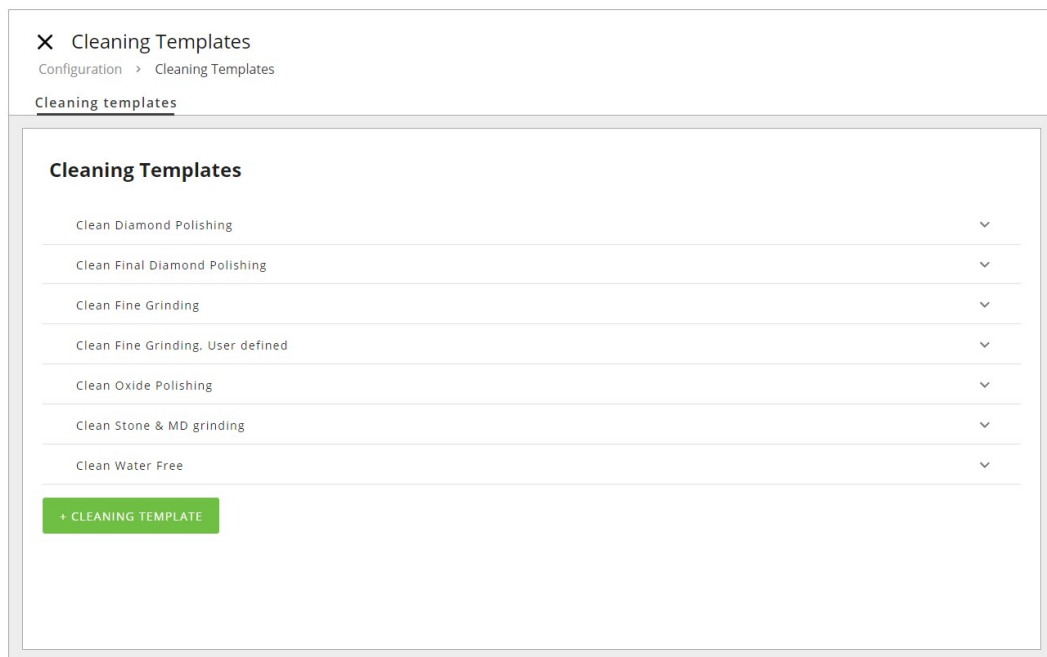 Cleaning Templates
Configuration > Cleaning Templates
Cleaning templates
Cleaning Templates
Clean Diamond Polishing
Clean Final Diamond Polishing
Clean Fine Grinding
Clean Fine Grinding. User defined
Clean Oxide Polishing
Clean Stone & MD grinding
Clean Water Free
+ CLEANING TEMPLATE